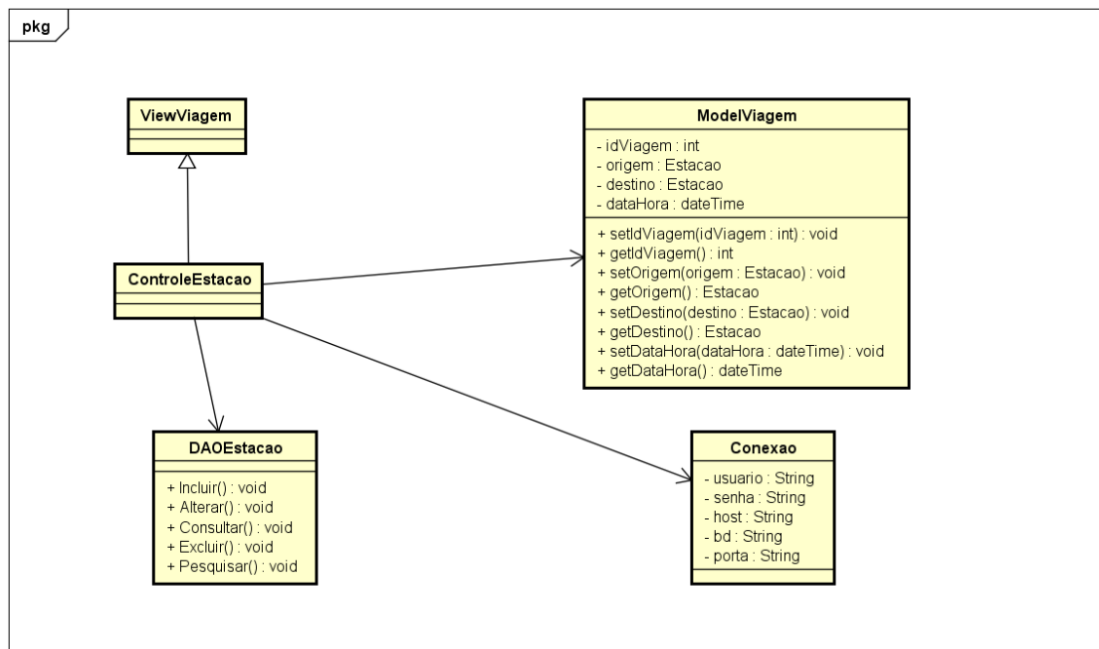 pkg
ViewViagem
ModelViagem
- idViagem : int
- origem : Estacao
- destino : Estacao
- dataHora : dateTime
+ setIdViagem(idViagem : int) : void
+ getIdViagem() : int
+ setOrigem(origem : Estacao) : void
+ getOrigem() : Estacao
+ setDestino(destino : Estacao) : void
+ getDestino() : Estacao
+ setDataHora(dataHora : dateTime) : void
+ getDataHora() : dateTime
ControleEstacao
DAOEstacao
+ Incluir() : void
+ Alterar() : void
+ Consultar() : void
+ Excluir() : void
+ Pesquisar() : void
Conexao
- usuario : String
- senha : String
- host : String
- bd : String
- porta : String